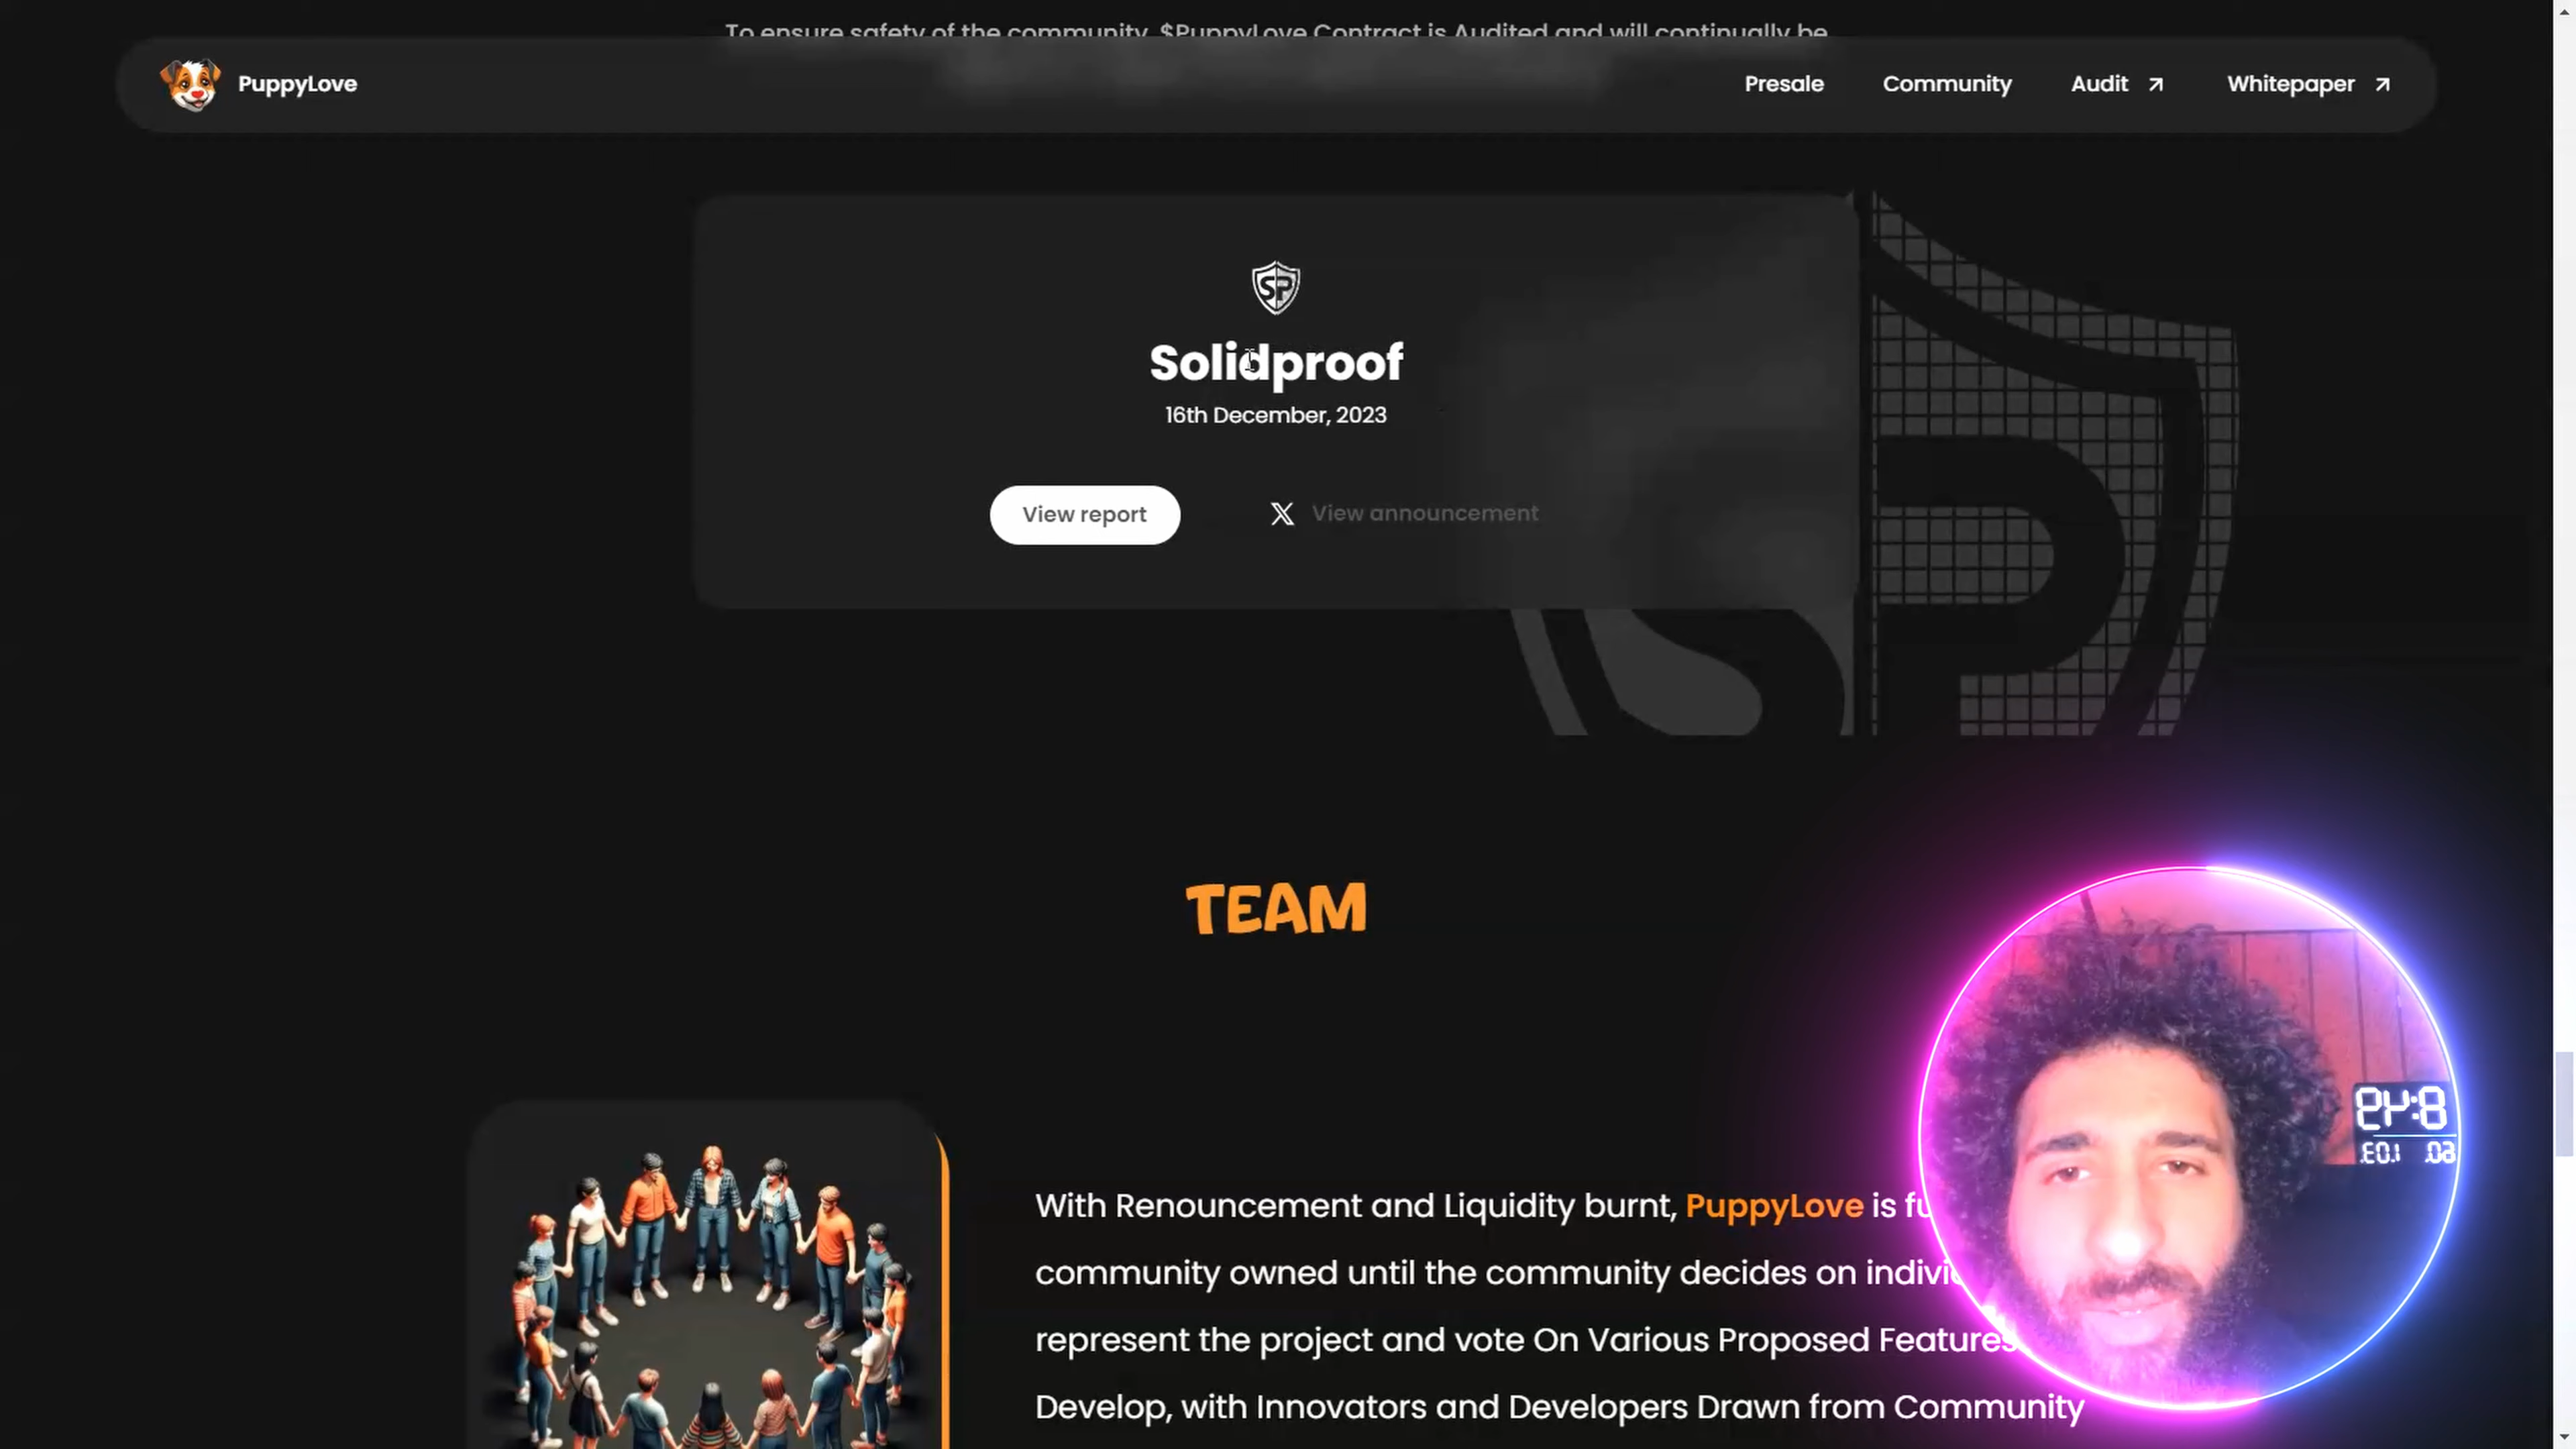 To ensure safety of the community, $PuppyLove Contract is Audited and will continually be
PuppyLove
Presale
Community
Audit
Whitepaper
SP
Solidproof
16th December, 2023
View report
X View announcement
SP
TEAM
With Renouncement and Liquidity burnt, PuppyLove is
community owned until the community decides on
represent the project and vote On Various Proposed Features
Develop, with Innovators and Developers Drawn from Community